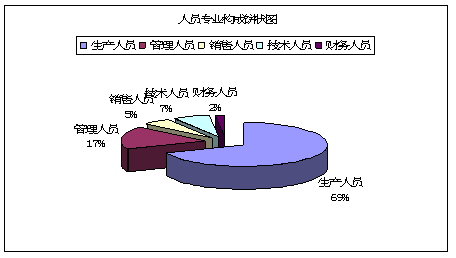 人员专业构成饼状图
生产人员 管理人员 销售人员 技术人员 财务人员
技术人员
7%
财务人员
2%
销售人员
5%
管理人员
17%
生产人员
69%